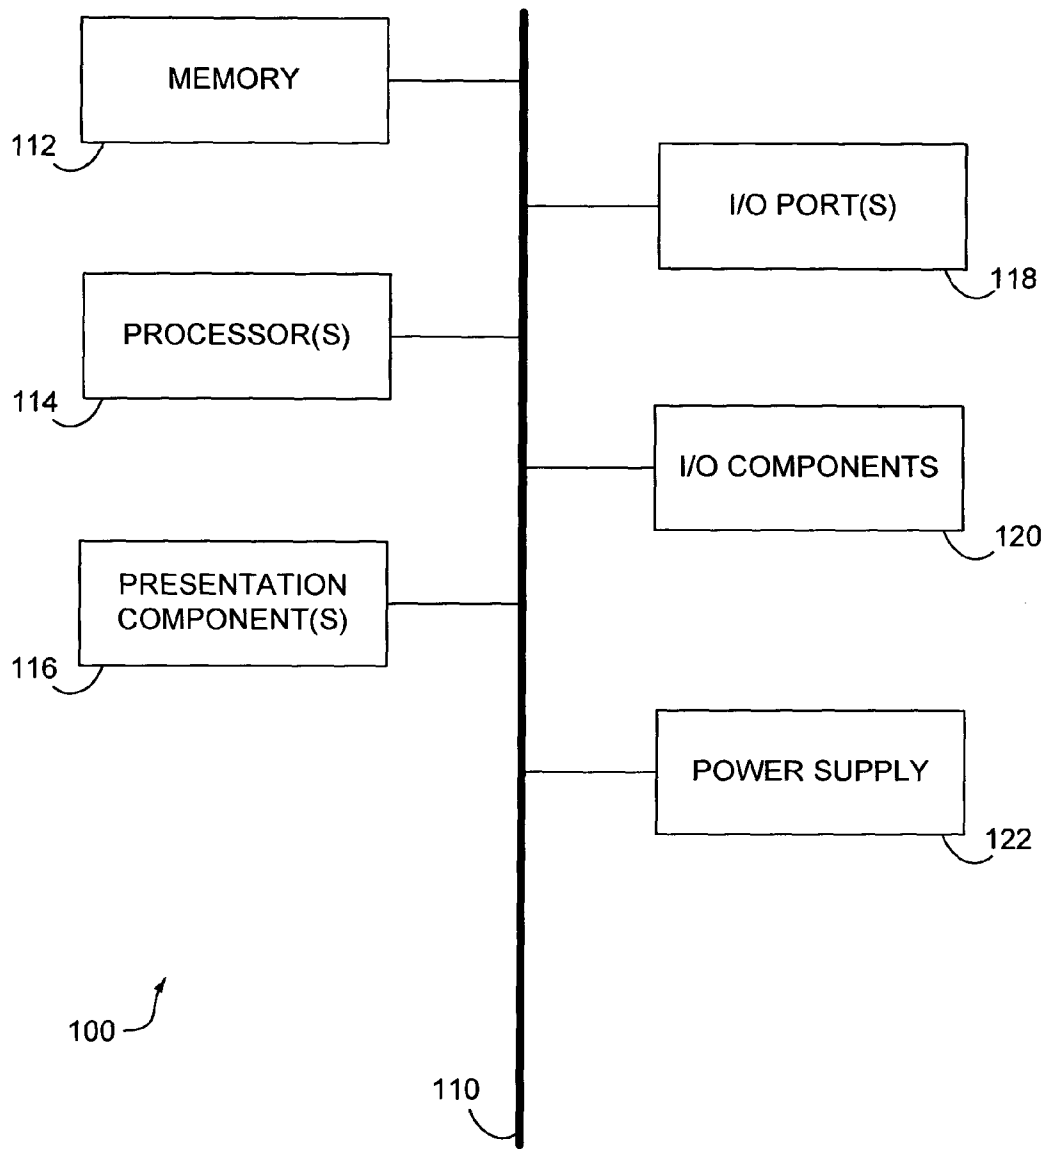 MEMORY
112
I/O PORT(S)
118
PROCESSOR(S)
114
I/O COMPONENTS
120
PRESENTATION
COMPONENT(S)
116
POWER SUPPLY
122
100
110